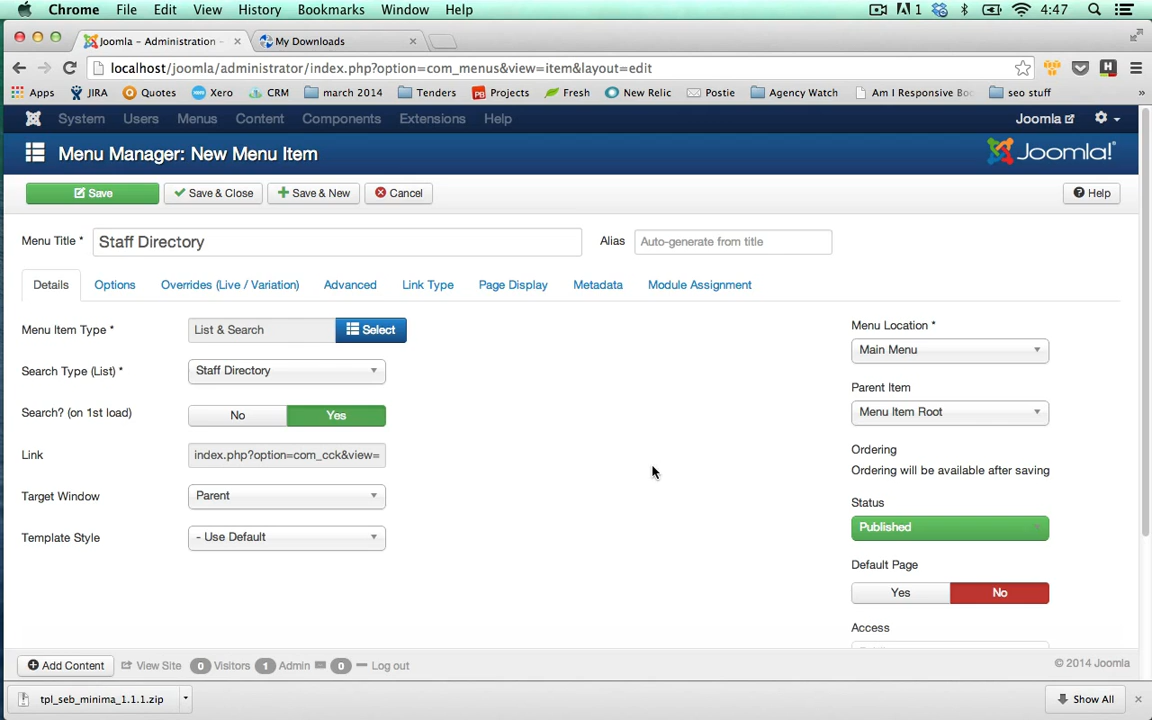 Chrome File Edit View History Bookmarks Window Help 1 4:47
Joomla - Administration - My Downloads
localhost/joomla/administrator/index.php?option=com_menus&view=item&layout=edit
Apps JIRA Quotes Xero CRM march 2014 Tenders Projects Fresh New Relic Postie Agency Watch Am I Responsive Boo seo stuff »
System Users Menus Content Components Extensions Help Joomla
Menu Manager: New Menu Item Joomla!
Save Save & Close Save & New Cancel Help
Menu Title * Staff Directory Alias Auto-generate from title
Details Options Overrides (Live / Variation) Advanced Link Type Page Display Metadata Module Assignment
Menu Item Type * List & Search Select
Menu Location *
Main Menu
Search Type (List) * Staff Directory
Parent Item
Search? (on 1st load) No Yes
Menu Item Root
Link index.php?option=com_cck&view=
Ordering
Ordering will be available after saving
Target Window Parent
Status
Published
Template Style - Use Default
Default Page
Yes No
Access
Add Content View Site 0 Visitors 1 Admin 0 Log out © 2014 Joomla
tpl_seb_minima_1.1.1.zip Show All